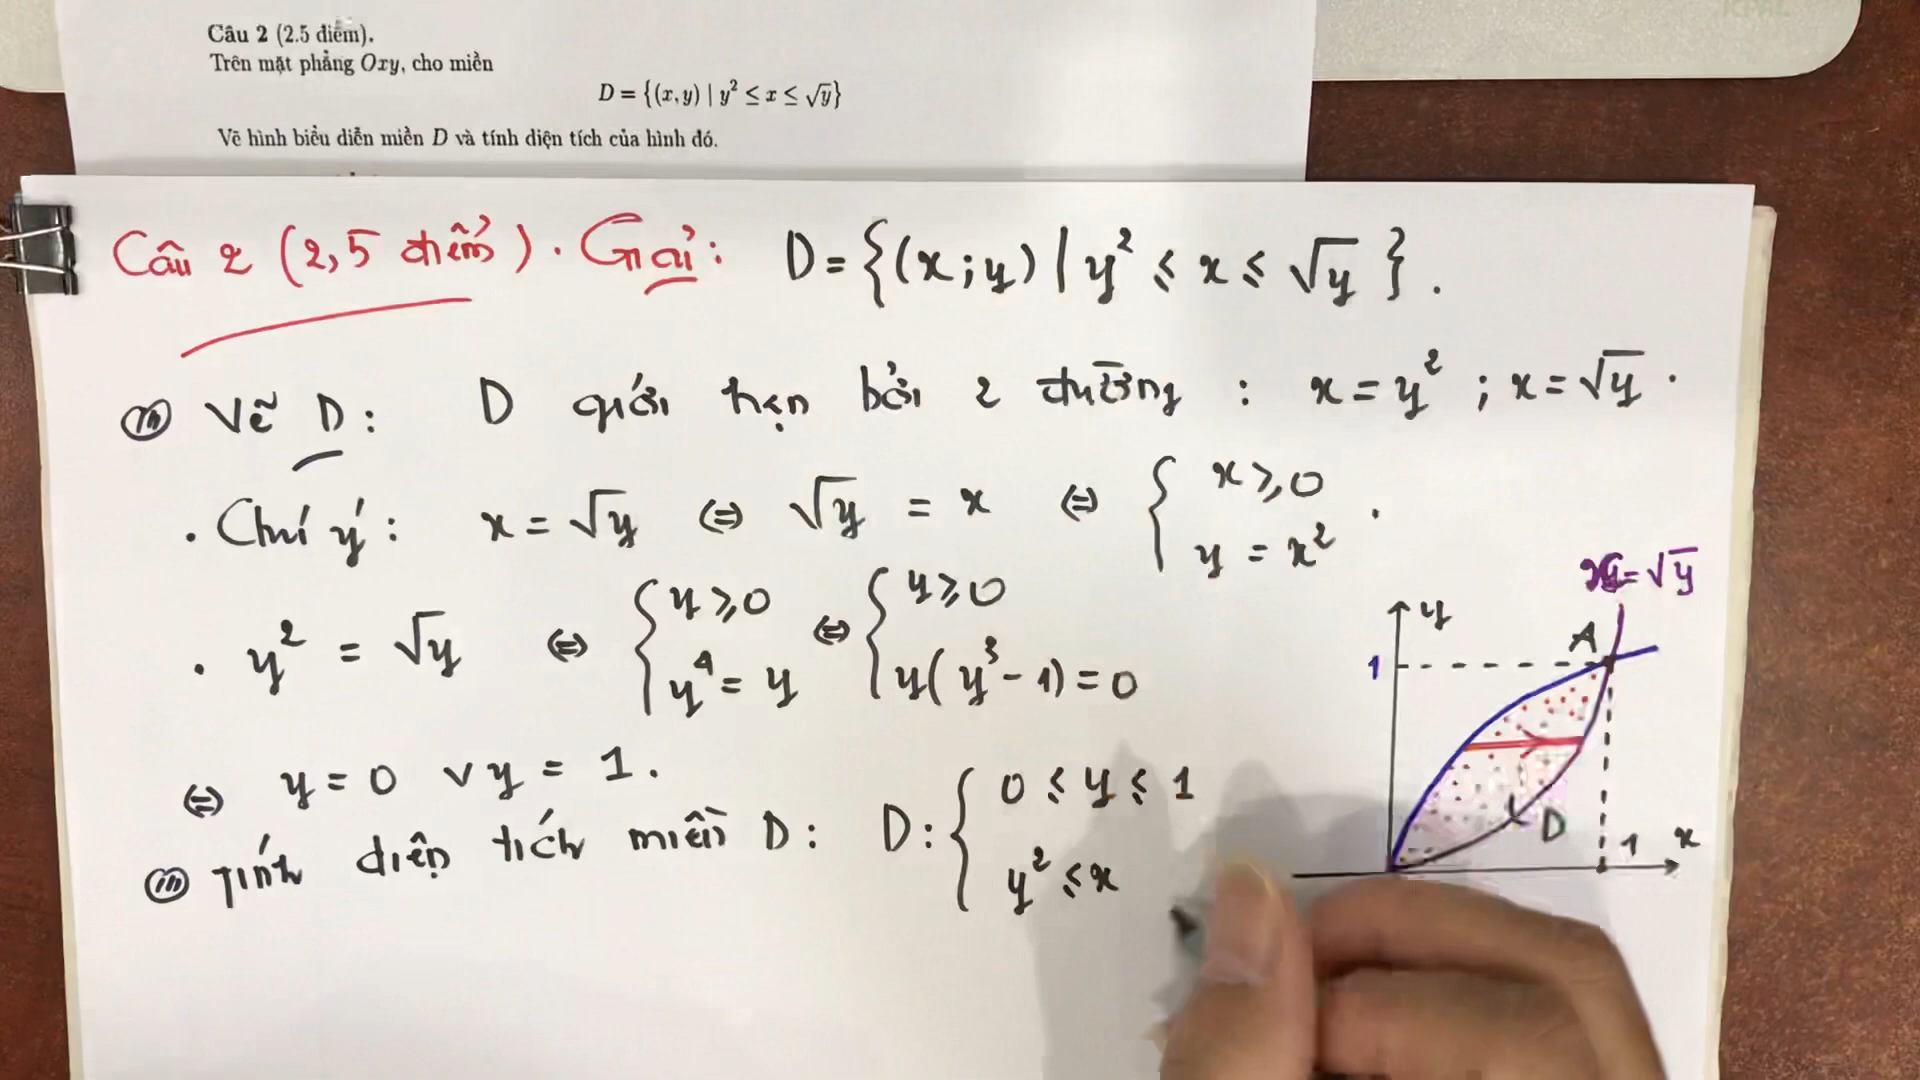 Câu 2 (2.5 điểm).
Trên mặt phẳng Oxy, cho miền
D = {(x, y) | y² ≤ x ≤ √y}
Vẽ hình biểu diễn miền D và tính diện tích của hình đó.
Câu 2 (2,5 điểm). Giải: D = {(x; y) | y² ≤ x ≤ √y}.
Vẽ D: D giới hạn bởi 2 đường: x = y² ; x = √y.
. Chú ý: x = √y ⇔ √y = x ⇔ { x ≥ 0
y = x² .
. y² = √y ⇔ { y ≥ 0 ⇔ { y ≥ 0
y⁴ = y y(y³ - 1) = 0
⇔ y = 0 ∨ y = 1.
Tính diện tích miền D: D: { 0 ≤ y ≤ 1
y² ≤ x
x = √y
y
A
1
D
1
x